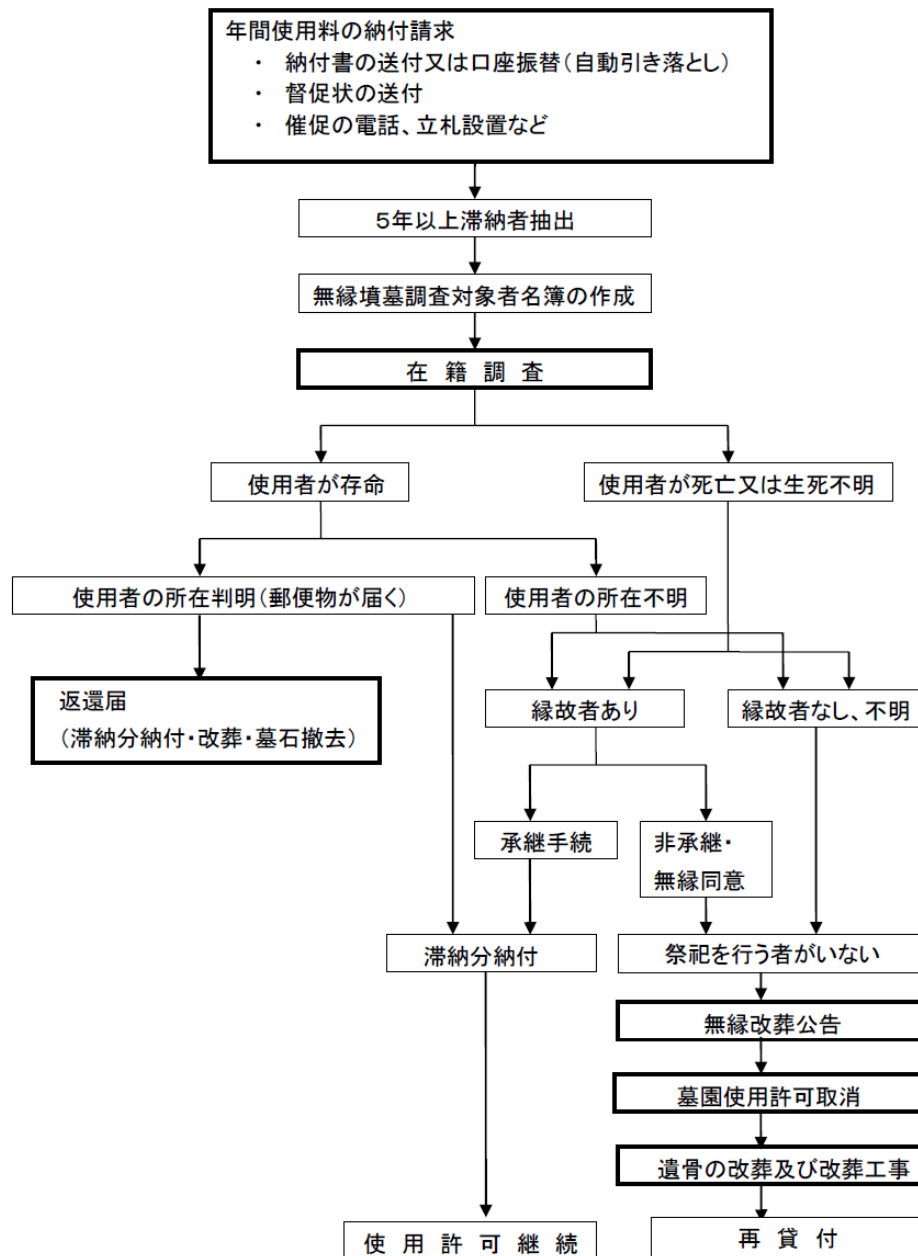 年間使用料の納付請求
・ 納付書の送付又は口座振替(自動引き落とし)
・ 督促状の送付
・ 催促の電話、立札設置など
5年以上滞納者抽出
無縁墳墓調査対象者名簿の作成
在 籍 調 査
使用者が存命
使用者が死亡又は生死不明
使用者の所在判明(郵便物が届く)
使用者の所在不明
返還届
(滞納分納付・改葬・墓石撤去)
縁故者あり
縁故者なし、不明
承継手続
非承継・
無縁同意
滞納分納付
祭祀を行う者がいない
無縁改葬公告
墓園使用許可取消
遺骨の改葬及び改葬工事
使 用 許 可 継 続
再 貸 付